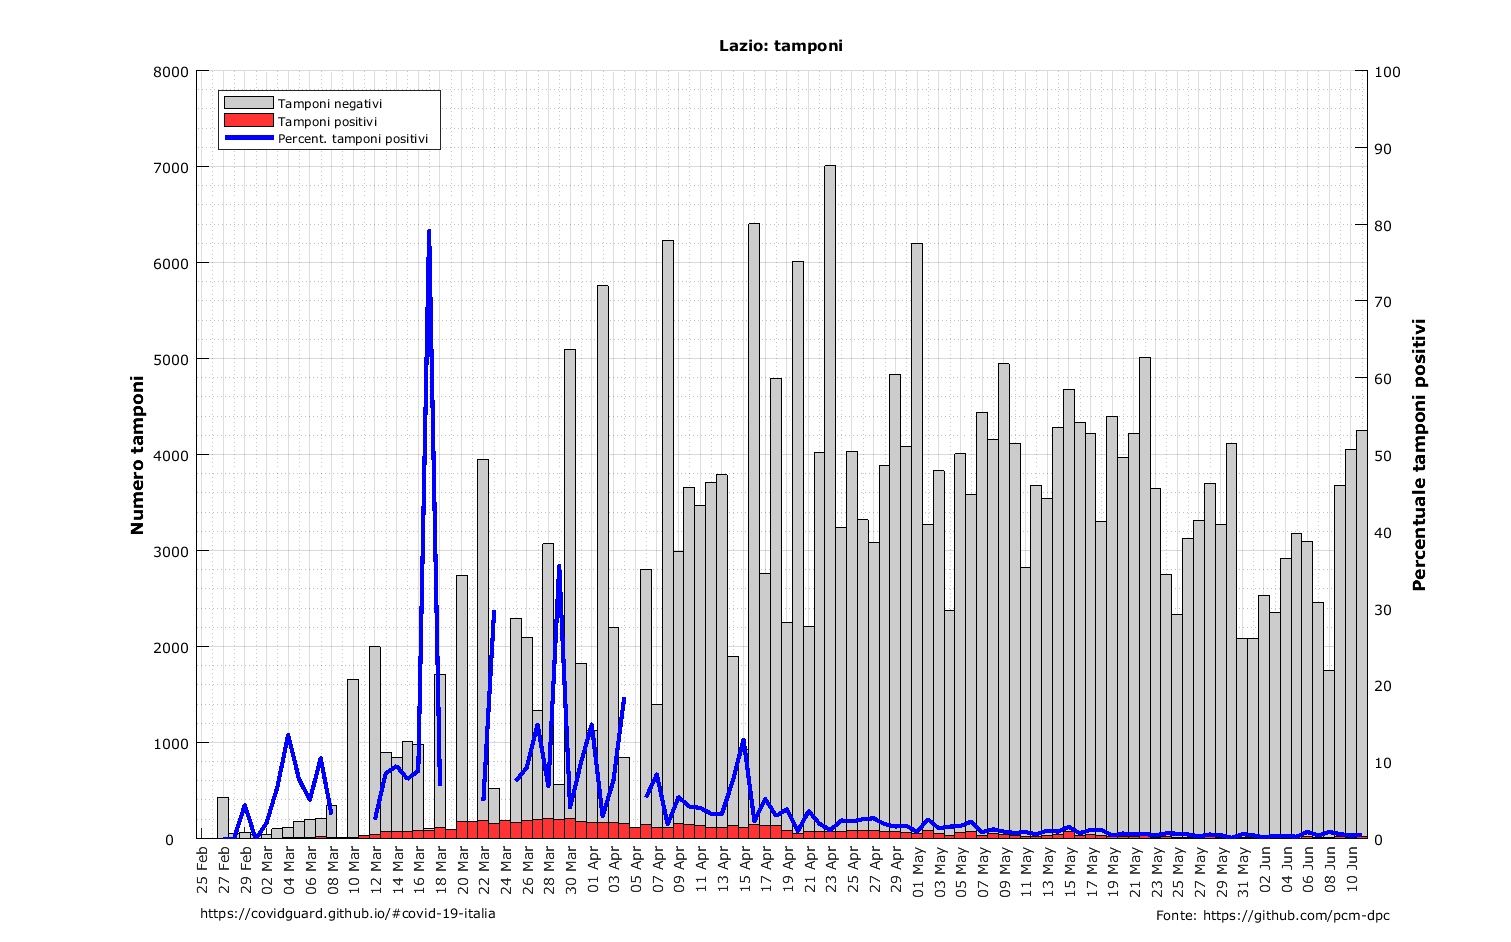 Lazio: tamponi
Tamponi negativi
Tamponi positivi
Percent. tamponi positivi
Numero tamponi
8000
7000
6000
5000
4000
3000
2000
1000
0
Percentuale tamponi positivi
100
90
80
70
60
50
40
30
20
10
0
25 Feb
27 Feb
29 Feb
02 Mar
04 Mar
06 Mar
08 Mar
10 Mar
12 Mar
14 Mar
16 Mar
18 Mar
20 Mar
22 Mar
24 Mar
26 Mar
28 Mar
30 Mar
01 Apr
03 Apr
05 Apr
07 Apr
09 Apr
11 Apr
13 Apr
15 Apr
17 Apr
19 Apr
21 Apr
23 Apr
25 Apr
27 Apr
29 Apr
01 May
03 May
05 May
07 May
09 May
11 May
13 May
15 May
17 May
19 May
21 May
23 May
25 May
27 May
29 May
31 May
02 Jun
04 Jun
06 Jun
08 Jun
10 Jun
https://covidguard.github.io/#covid-19-italia
Fonte: https://github.com/pcm-dpc